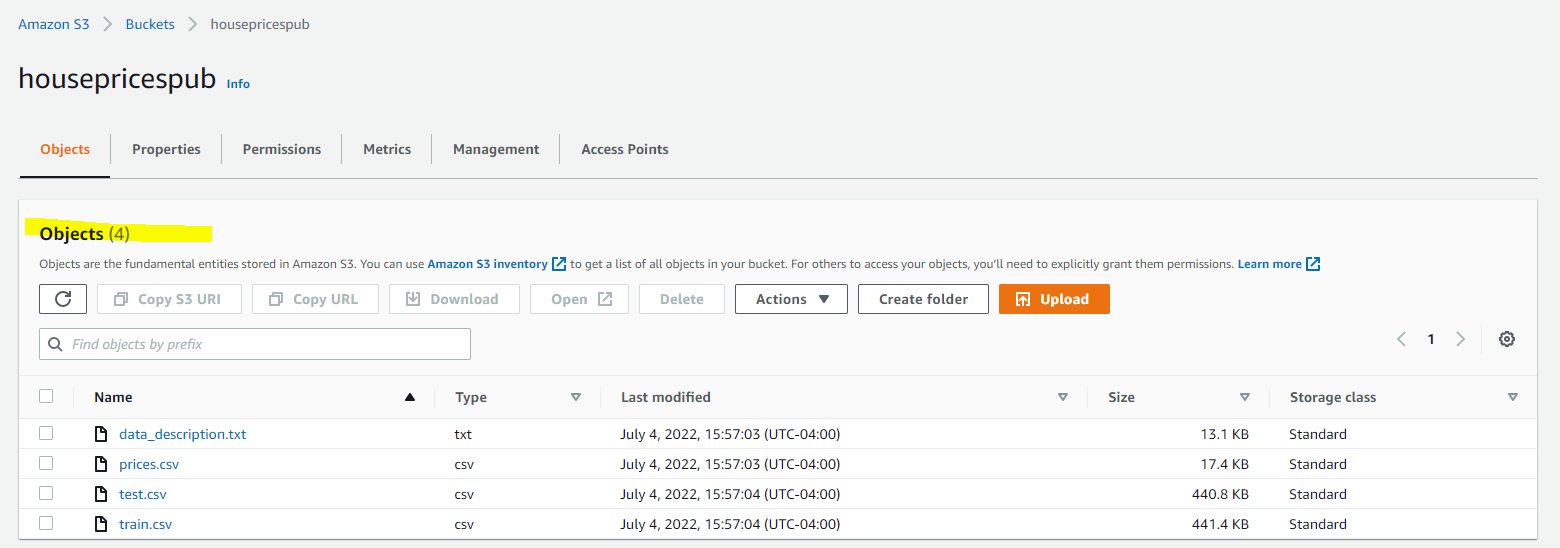 Amazon S3 > Buckets > housepricespub
housepricespub Info
Objects Properties Permissions Metrics Management Access Points
Objects (4)
Objects are the fundamental entities stored in Amazon S3. You can use Amazon S3 inventory to get a list of all objects in your bucket. For others to access your objects, you'll need to explicitly grant them permissions. Learn more
Copy S3 URI Copy URL Download Open Delete Actions Create folder Upload
Find objects by prefix 1
Name Type Last modified Size Storage class
data_description.txt txt July 4, 2022, 15:57:03 (UTC-04:00) 13.1 KB Standard
prices.csv csv July 4, 2022, 15:57:03 (UTC-04:00) 17.4 KB Standard
test.csv csv July 4, 2022, 15:57:04 (UTC-04:00) 440.8 KB Standard
train.csv csv July 4, 2022, 15:57:04 (UTC-04:00) 441.4 KB Standard